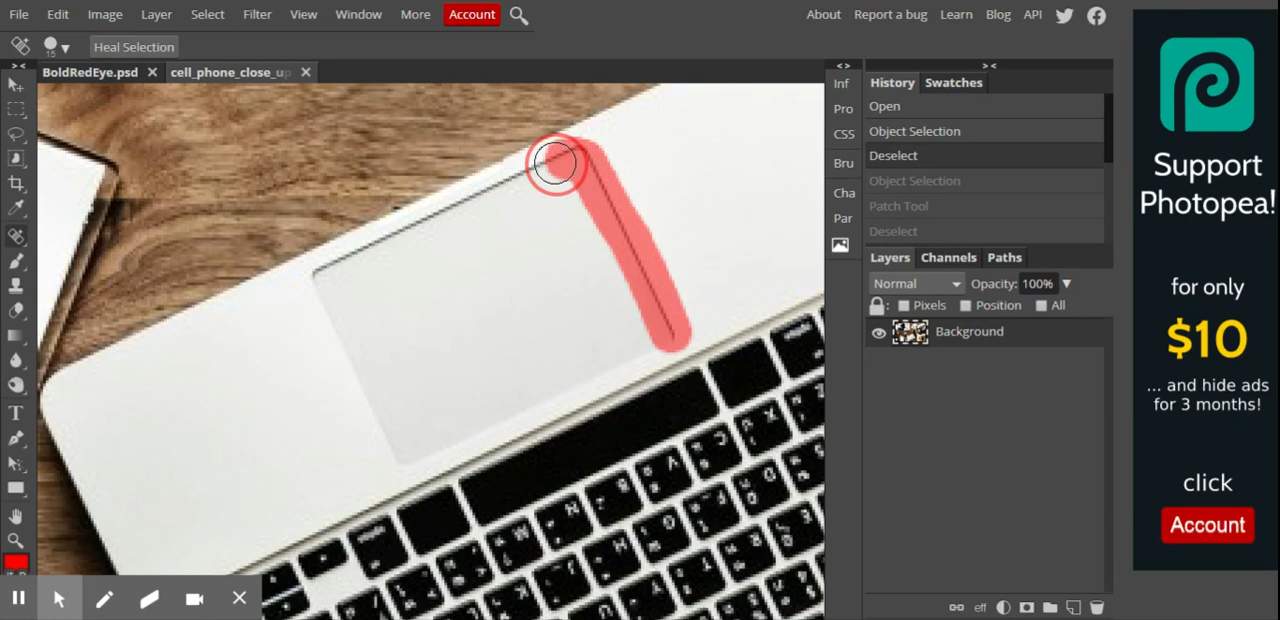 File Edit Image Layer Select Filter View Window More Account About Report a bug Learn Blog API
15 Heal Selection
BoldRedEye.psd cell_phone_close_up
Inf
Pro
CSS
Bru
Cha
Par
History Swatches
Open
Object Selection
Deselect
Object Selection
Patch Tool
Deselect
Layers Channels Paths
Normal Opacity: 100%
Pixels Position All
Background
eff
Support
Photopea!
for only
$10
... and hide ads
for 3 months!
click
Account